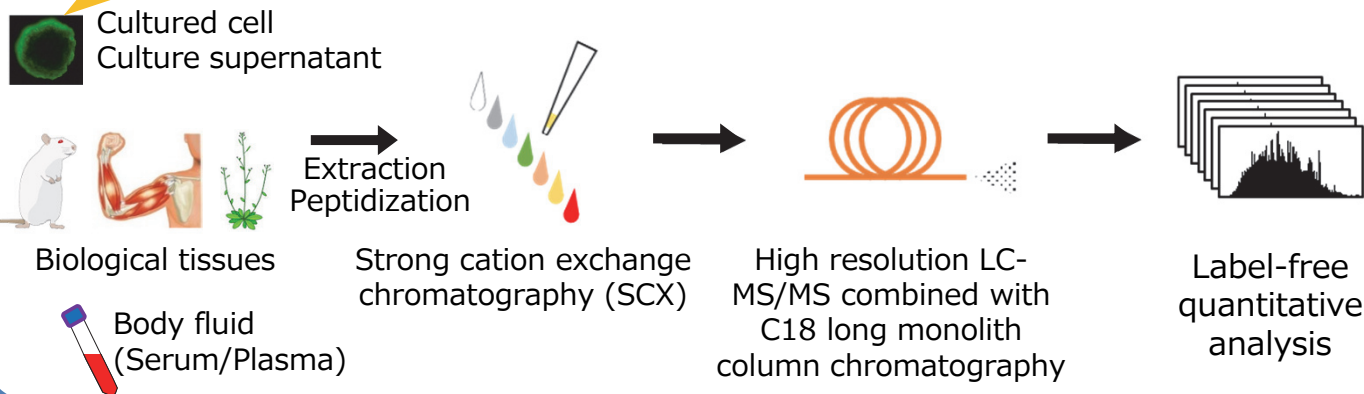 Cultured cell
Culture supernatant
Extraction
Peptidization
Biological tissues
Body fluid
(Serum/Plasma)
Strong cation exchange
chromatography (SCX)
High resolution LC-
MS/MS combined with
C18 long monolith
column chromatography
Label-free
quantitative
analysis